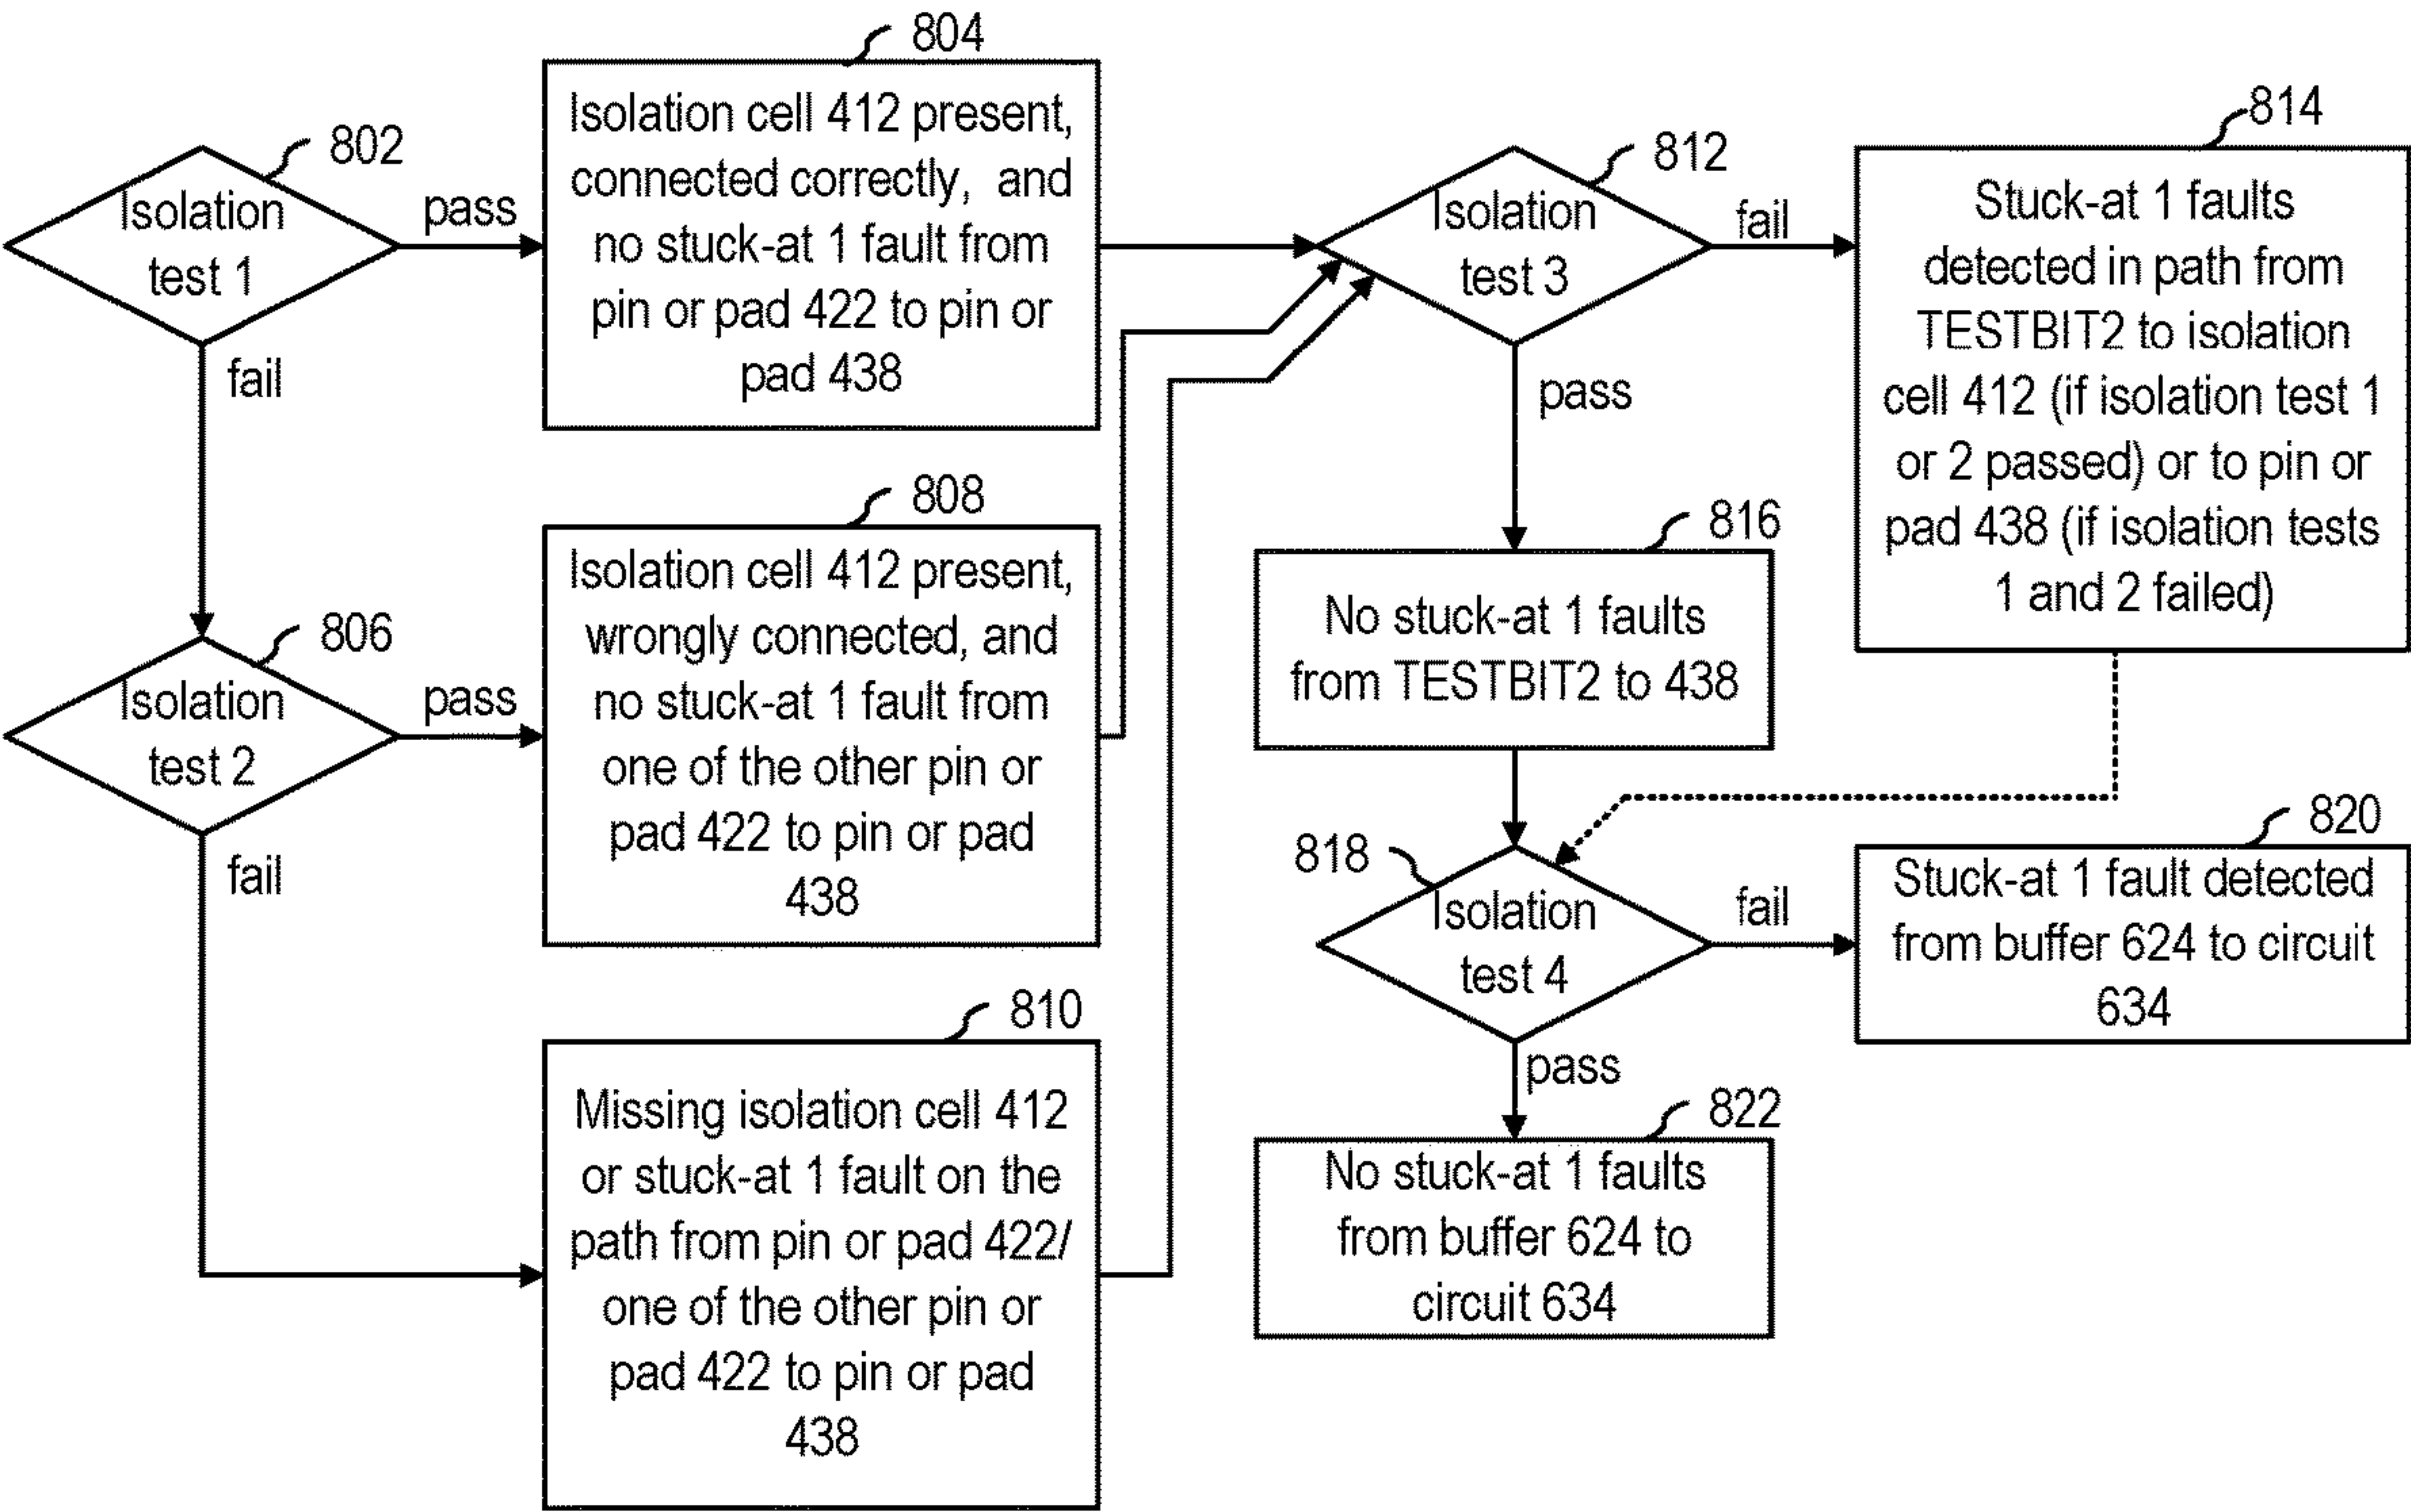 802
Isolation
test 1
pass
fail
804
Isolation cell 412 present,
connected correctly, and
no stuck-at 1 fault from
pin or pad 422 to pin or
pad 438
806
Isolation
test 2
pass
fail
808
Isolation cell 412 present,
wrongly connected, and
no stuck-at 1 fault from
one of the other pin or
pad 422 to pin or pad
438
810
Missing isolation cell 412
or stuck-at 1 fault on the
path from pin or pad 422/
one of the other pin or
pad 422 to pin or pad
438
812
Isolation
test 3
fail
pass
814
Stuck-at 1 faults
detected in path from
TESTBIT2 to isolation
cell 412 (if isolation test 1
or 2 passed) or to pin or
pad 438 (if isolation tests
1 and 2 failed)
816
No stuck-at 1 faults
from TESTBIT2 to 438
818
Isolation
test 4
fail
pass
820
Stuck-at 1 fault detected
from buffer 624 to circuit
634
822
No stuck-at 1 faults
from buffer 624 to
circuit 634